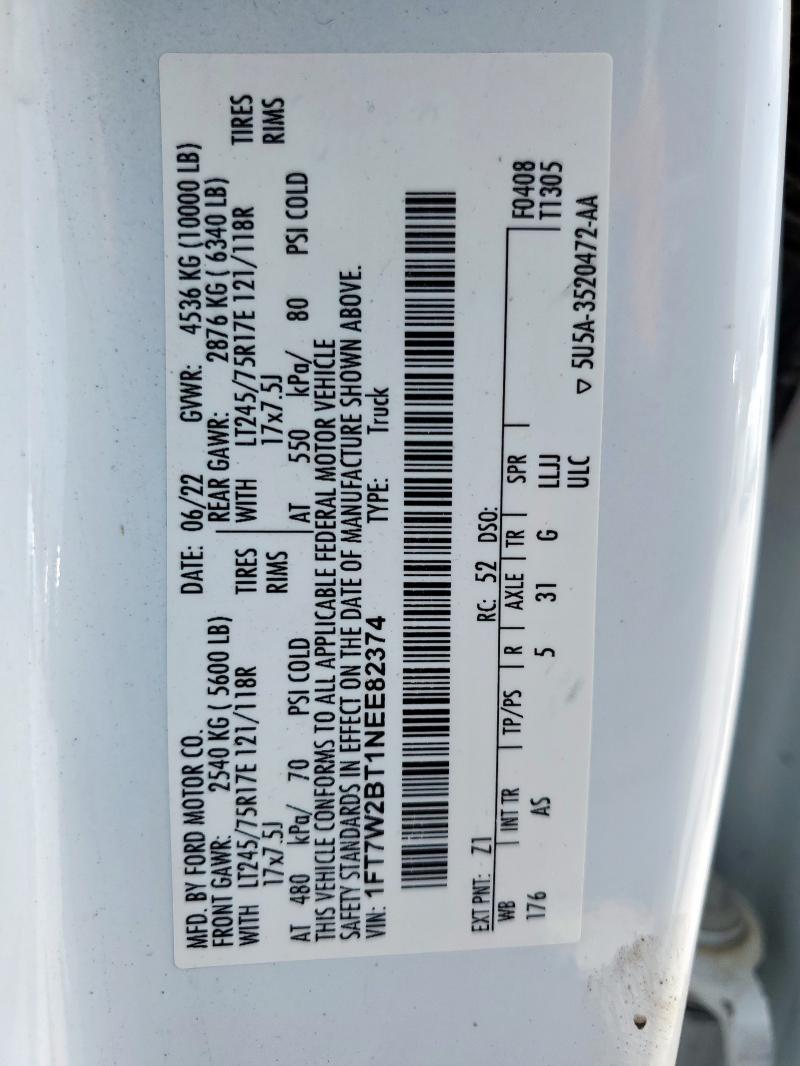 MFD. BY FORD MOTOR CO.
DATE: 06/22 GVWR: 4536 KG (10000 LB)
FRONT GAWR: 2540 KG ( 5600 LB) REAR GAWR: 2876 KG ( 6340 LB)
WITH LT245/75R17E 121/118R TIRES WITH LT245/75R17E 121/118R TIRES
17x7.5J RIMS 17x7.5J RIMS
AT 480 kPa/ 70 PSI COLD AT 550 kPa/ 80 PSI COLD
THIS VEHICLE CONFORMS TO ALL APPLICABLE FEDERAL MOTOR VEHICLE
SAFETY STANDARDS IN EFFECT ON THE DATE OF MANUFACTURE SHOWN ABOVE.
VIN: 1FT7W2BT1NEE82374 TYPE: Truck
EXT PNT: Z1 RC: 52 DSO:
WB INT TR TP/PS R AXLE TR SPR F0408
176 AS 5 31 G LLJJ T1305
ULC
▽ 5U5A-3520472-AA